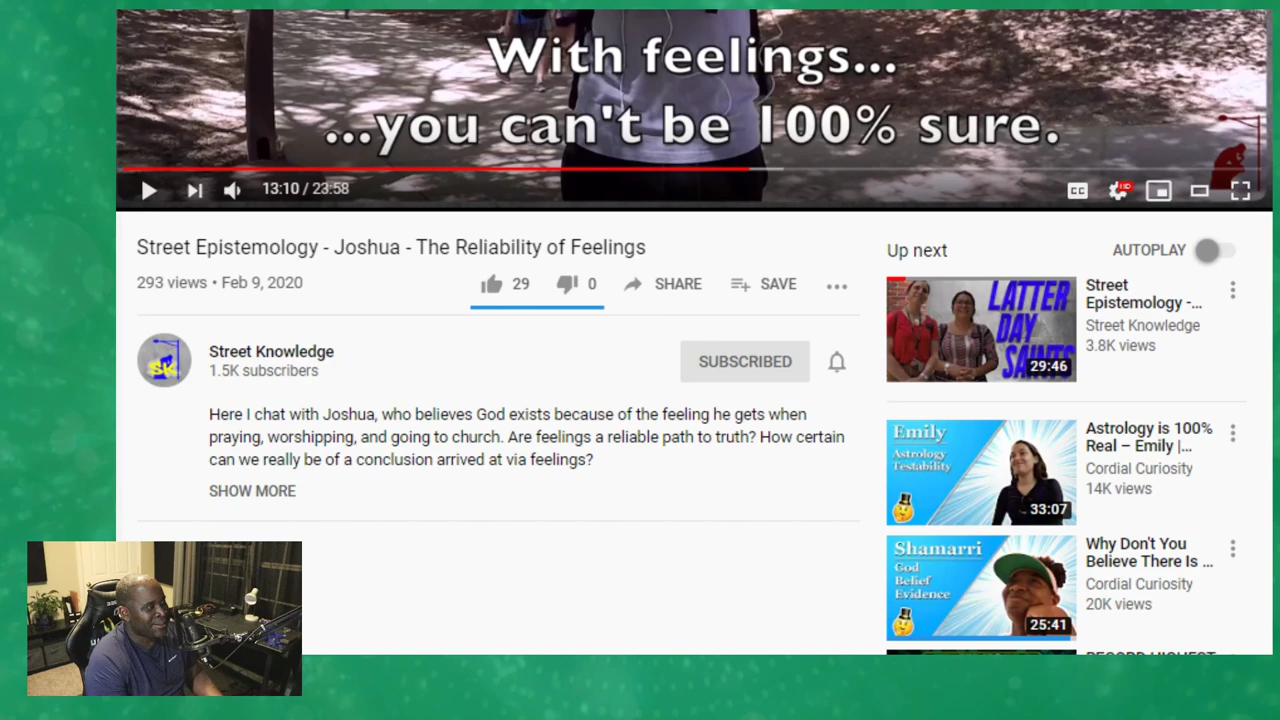 With feelings...
...you can't be 100% sure.
13:10 / 23:58
CC
HD
Street Epistemology - Joshua - The Reliability of Feelings
293 views • Feb 9, 2020
29
0
SHARE
SAVE
SK
Street Knowledge
1.5K subscribers
SUBSCRIBED
Here I chat with Joshua, who believes God exists because of the feeling he gets when
praying, worshipping, and going to church. Are feelings a reliable path to truth? How certain
can we really be of a conclusion arrived at via feelings?
SHOW MORE
Up next
AUTOPLAY
LATTER
DAY
SAINTS
29:46
Street
Epistemology -...
Street Knowledge
3.8K views
Emily
Astrology
Testability
33:07
Astrology is 100%
Real – Emily |...
Cordial Curiosity
14K views
Shamarri
God
Belief
Evidence
25:41
Why Don't You
Believe There Is ...
Cordial Curiosity
20K views
RECORD HIGHEST